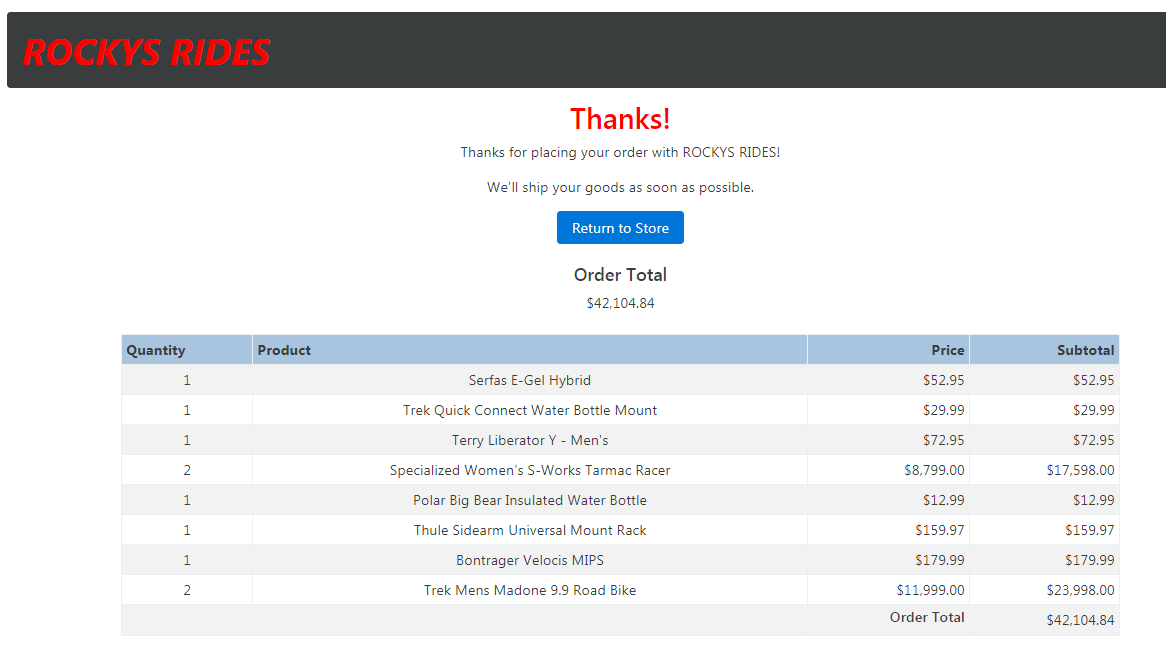 ROCKYS RIDES
Thanks!
Thanks for placing your order with ROCKYS RIDES!
We'll ship your goods as soon as possible.
Return to Store
Order Total
$42,104.84
Quantity Product Price Subtotal
1 Serfas E-Gel Hybrid $52.95 $52.95
1 Trek Quick Connect Water Bottle Mount $29.99 $29.99
1 Terry Liberator Y - Men's $72.95 $72.95
2 Specialized Women's S-Works Tarmac Racer $8,799.00 $17,598.00
1 Polar Big Bear Insulated Water Bottle $12.99 $12.99
1 Thule Sidearm Universal Mount Rack $159.97 $159.97
1 Bontrager Velocis MIPS $179.99 $179.99
2 Trek Mens Madone 9.9 Road Bike $11,999.00 $23,998.00
Order Total $42,104.84